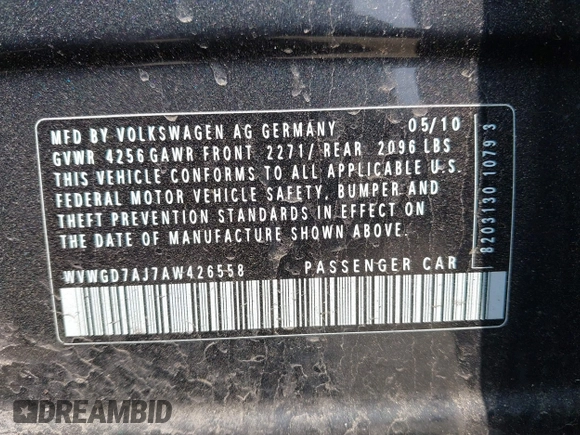 MFD BY VOLKSWAGEN AG GERMANY 05/10
GVWR 4256 GAWR FRONT 2271/ REAR 2096 LBS
THIS VEHICLE CONFORMS TO ALL APPLICABLE U.S.
FEDERAL MOTOR VEHICLE SAFETY, BUMPER AND
THEFT PREVENTION STANDARDS IN EFFECT ON
THE DATE OF MANUFACTURE SHOWN ABOVE.
WVWGD7AJ7AW426558 PASSENGER CAR
8203130 1079 3
DREAMBID